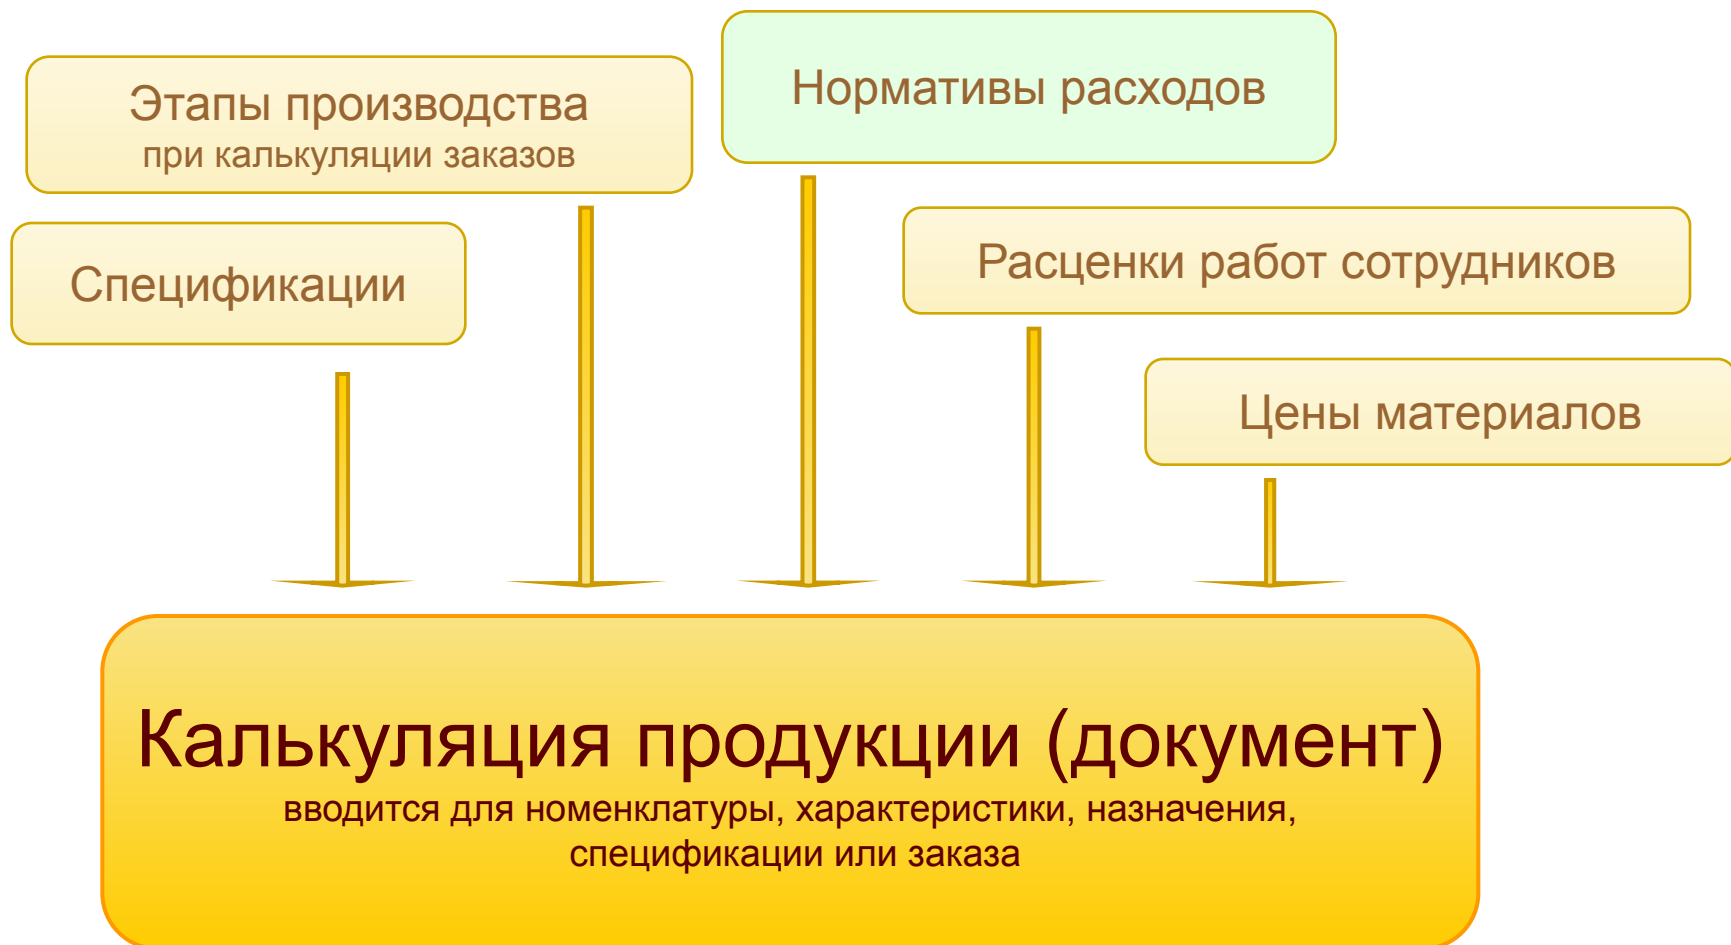 Нормативы расходов
Этапы производства
при калькуляции заказов
Спецификации
Расценки работ сотрудников
Цены материалов
Калькуляция продукции (документ)
вводится для номенклатуры, характеристики, назначения,
спецификации или заказа